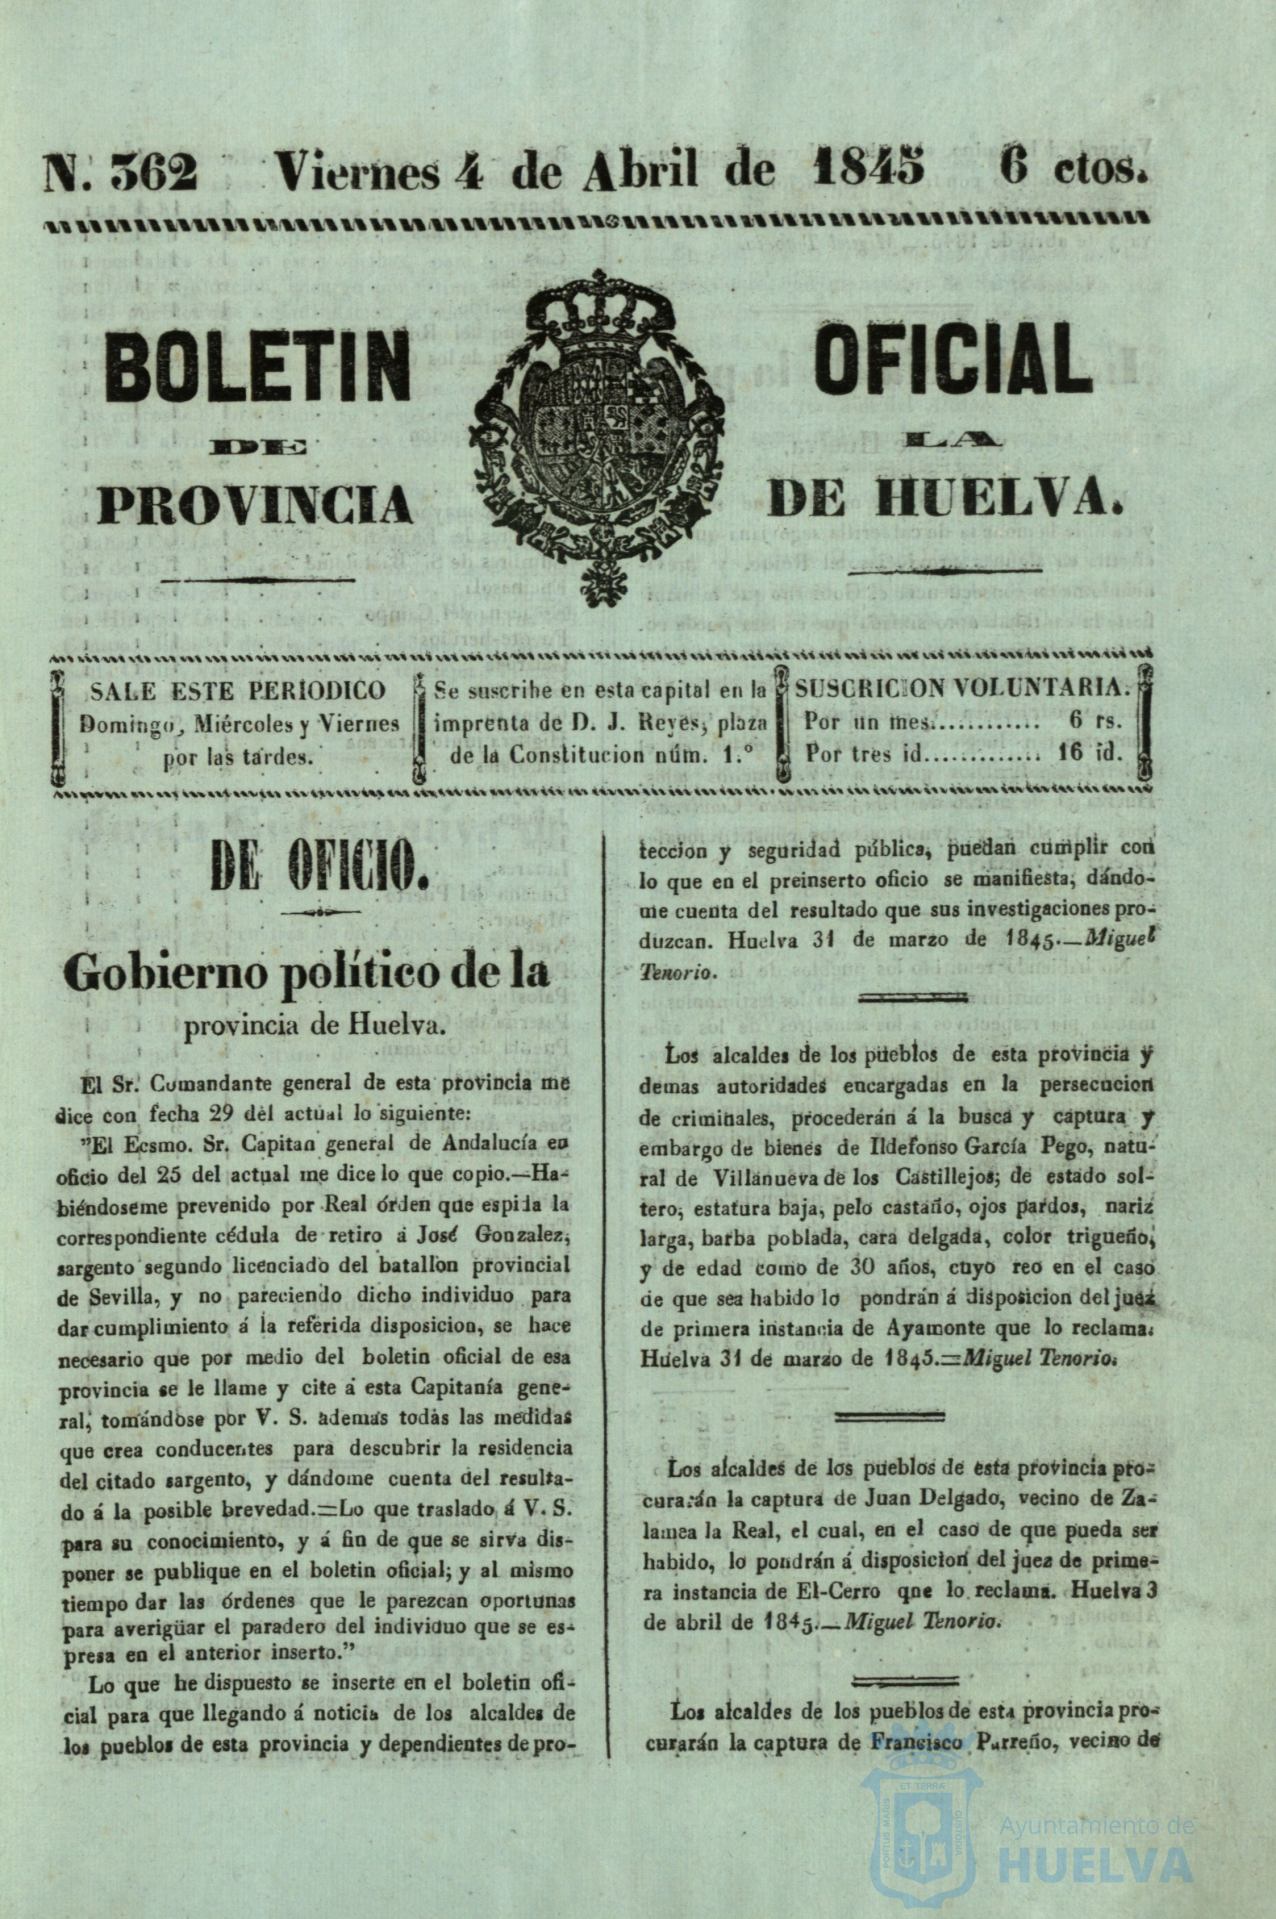 N. 362 Viernes 4 de Abril de 1845 6 ctos.
BOLETIN OFICIAL
DE LA
PROVINCIA DE HUELVA.
SALE ESTE PERIODICO
Domingo, Miércoles y Viernes
por las tardes.
Se suscribe en esta capital en la
imprenta de D. J. Reyes, plaza
de la Constitucion núm. 1.º
SUSCRICION VOLUNTARIA.
Por un mes............ 6 rs.
Por tres id............. 16 id.
DE OFICIO.
Gobierno político de la
provincia de Huelva.
El Sr. Comandante general de esta provincia me
dice con fecha 29 del actual lo siguiente:
"El Ecsmo. Sr. Capitan general de Andalucía en
oficio del 25 del actual me dice lo que copio.—Ha-
biéndoseme prevenido por Real órden que espida la
correspondiente cédula de retiro á José Gonzalez,
sargento segundo licenciado del batallon provincial
de Sevilla, y no pareciendo dicho individuo para
dar cumplimiento á la referida disposicion, se hace
necesario que por medio del boletin oficial de esa
provincia se le llame y cite á esta Capitanía gene-
ral, tomándose por V. S. ademas todas las medidas
que crea conducentes para descubrir la residencia
del citado sargento, y dándome cuenta del resulta-
do á la posible brevedad.=Lo que traslado á V. S.
para su conocimiento, y á fin de que se sirva dis-
poner se publique en el boletin oficial; y al mismo
tiempo dar las órdenes que le parezcan oportunas
para averigüar el paradero del individuo que se es-
presa en el anterior inserto."
Lo que he dispuesto se inserte en el boletin ofi-
cial para que llegando á noticia de los alcaldes de
los pueblos de esta provincia y dependientes de pro-
teccion y seguridad pública, puedan cumplir con
lo que en el preinserto oficio se manifiesta, dándo-
me cuenta del resultado que sus investigaciones pro-
duzcan. Huelva 31 de marzo de 1845.—Miguel
Tenorio.
Los alcaldes de los pueblos de esta provincia y
demas autoridades encargadas en la persecucion
de criminales, procederán á la busca y captura y
embargo de bienes de Ildefonso García Pego, natu-
ral de Villanueva de los Castillejos; de estado sol-
tero, estatura baja, pelo castaño, ojos pardos, nariz
larga, barba poblada, cara delgada, color trigueño,
y de edad como de 30 años, cuyo reo en el caso
de que sea habido lo pondrán á disposicion del juez
de primera instancia de Ayamonte que lo reclama.
Huelva 31 de marzo de 1845.=Miguel Tenorio.
Los alcaldes de los pueblos de esta provincia pro-
curarán la captura de Juan Delgado, vecino de Za-
lamea la Real, el cual, en el caso de que pueda ser
habido, lo pondrán á disposicion del juez de prime-
ra instancia de El-Cerro qne lo reclama. Huelva 3
de abril de 1845.—Miguel Tenorio.
Los alcaldes de los pueblos de esta provincia pro-
curarán la captura de Francisco Parreño, vecino de
ET TERRAE
PORTUS MARIS
CUSTODIA
Ayuntamiento de
HUELVA